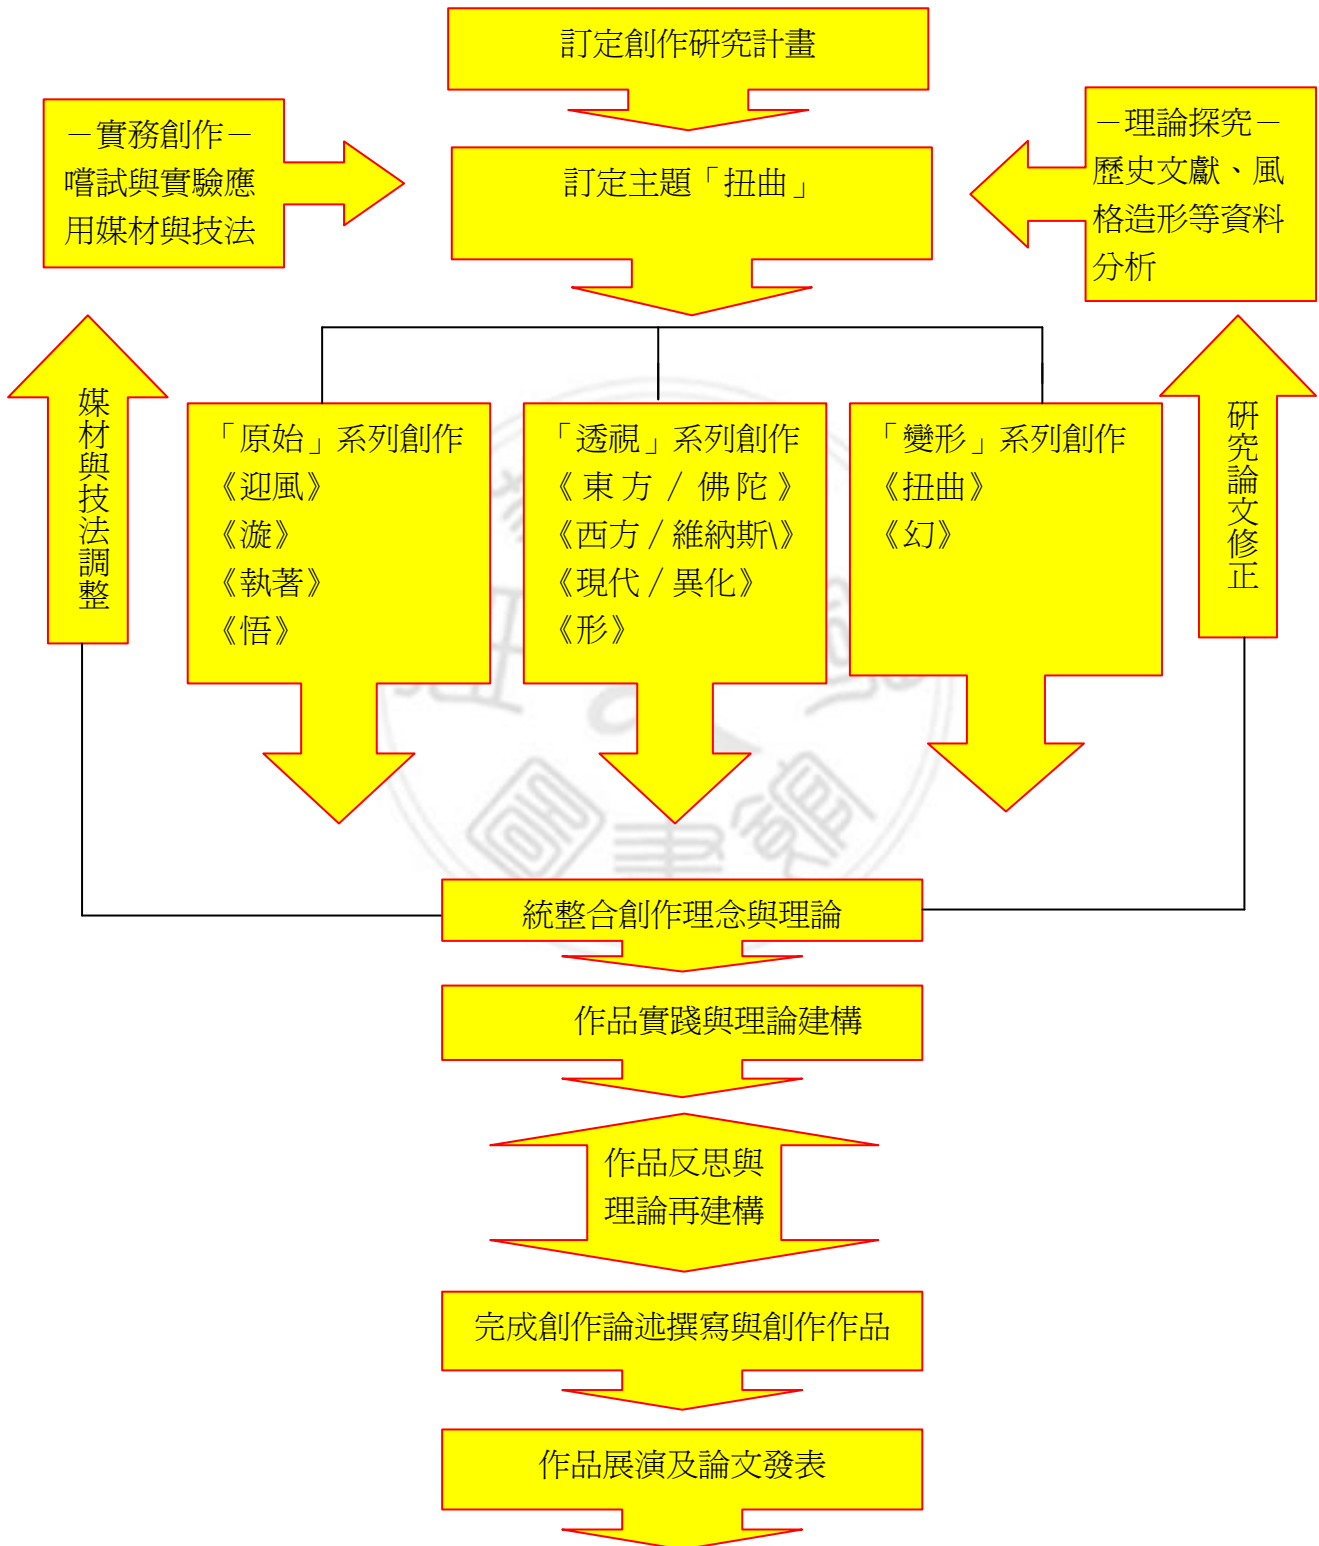 訂定創作研究計畫
－實務創作－
嚐試與實驗應
用媒材與技法
訂定主題「扭曲」
－理論探究－
歷史文獻、風
格造形等資料
分析
媒材與技法調整
「原始」系列創作
《迎風》
《漩》
《執著》
《悟》
「透視」系列創作
《東方／佛陀》
《西方／維納斯\》
《現代／異化》
《形》
「變形」系列創作
《扭曲》
《幻》
研究論文修正
統整合創作理念與理論
作品實踐與理論建構
作品反思與
理論再建構
完成創作論述撰寫與創作作品
作品展演及論文發表